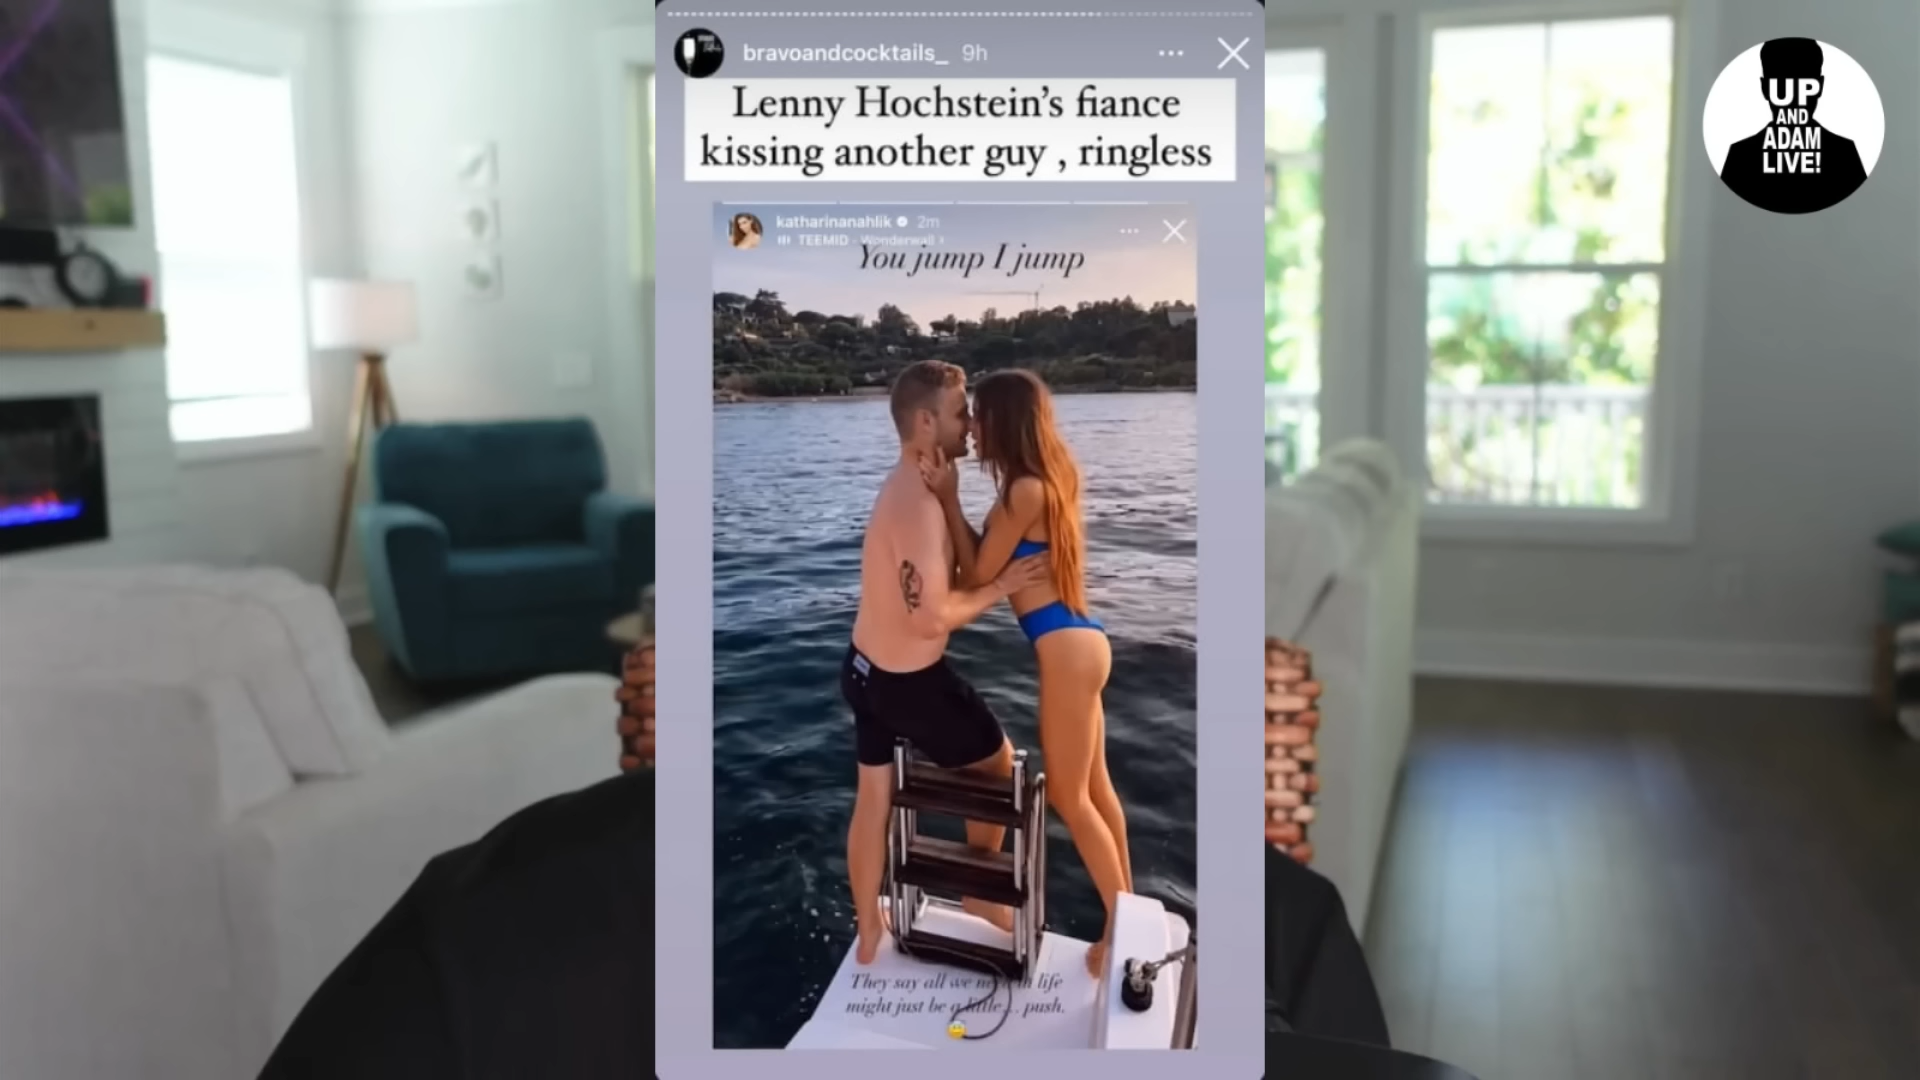 bravoandcocktails_ 9h
Lenny Hochstein's fiance
kissing another guy , ringless
katharinanahlik 2m
TEEMID - Wonderwall ›
You jump I jump
They say all we need in life
might just be a little... push.
UP
AND
ADAM
LIVE!